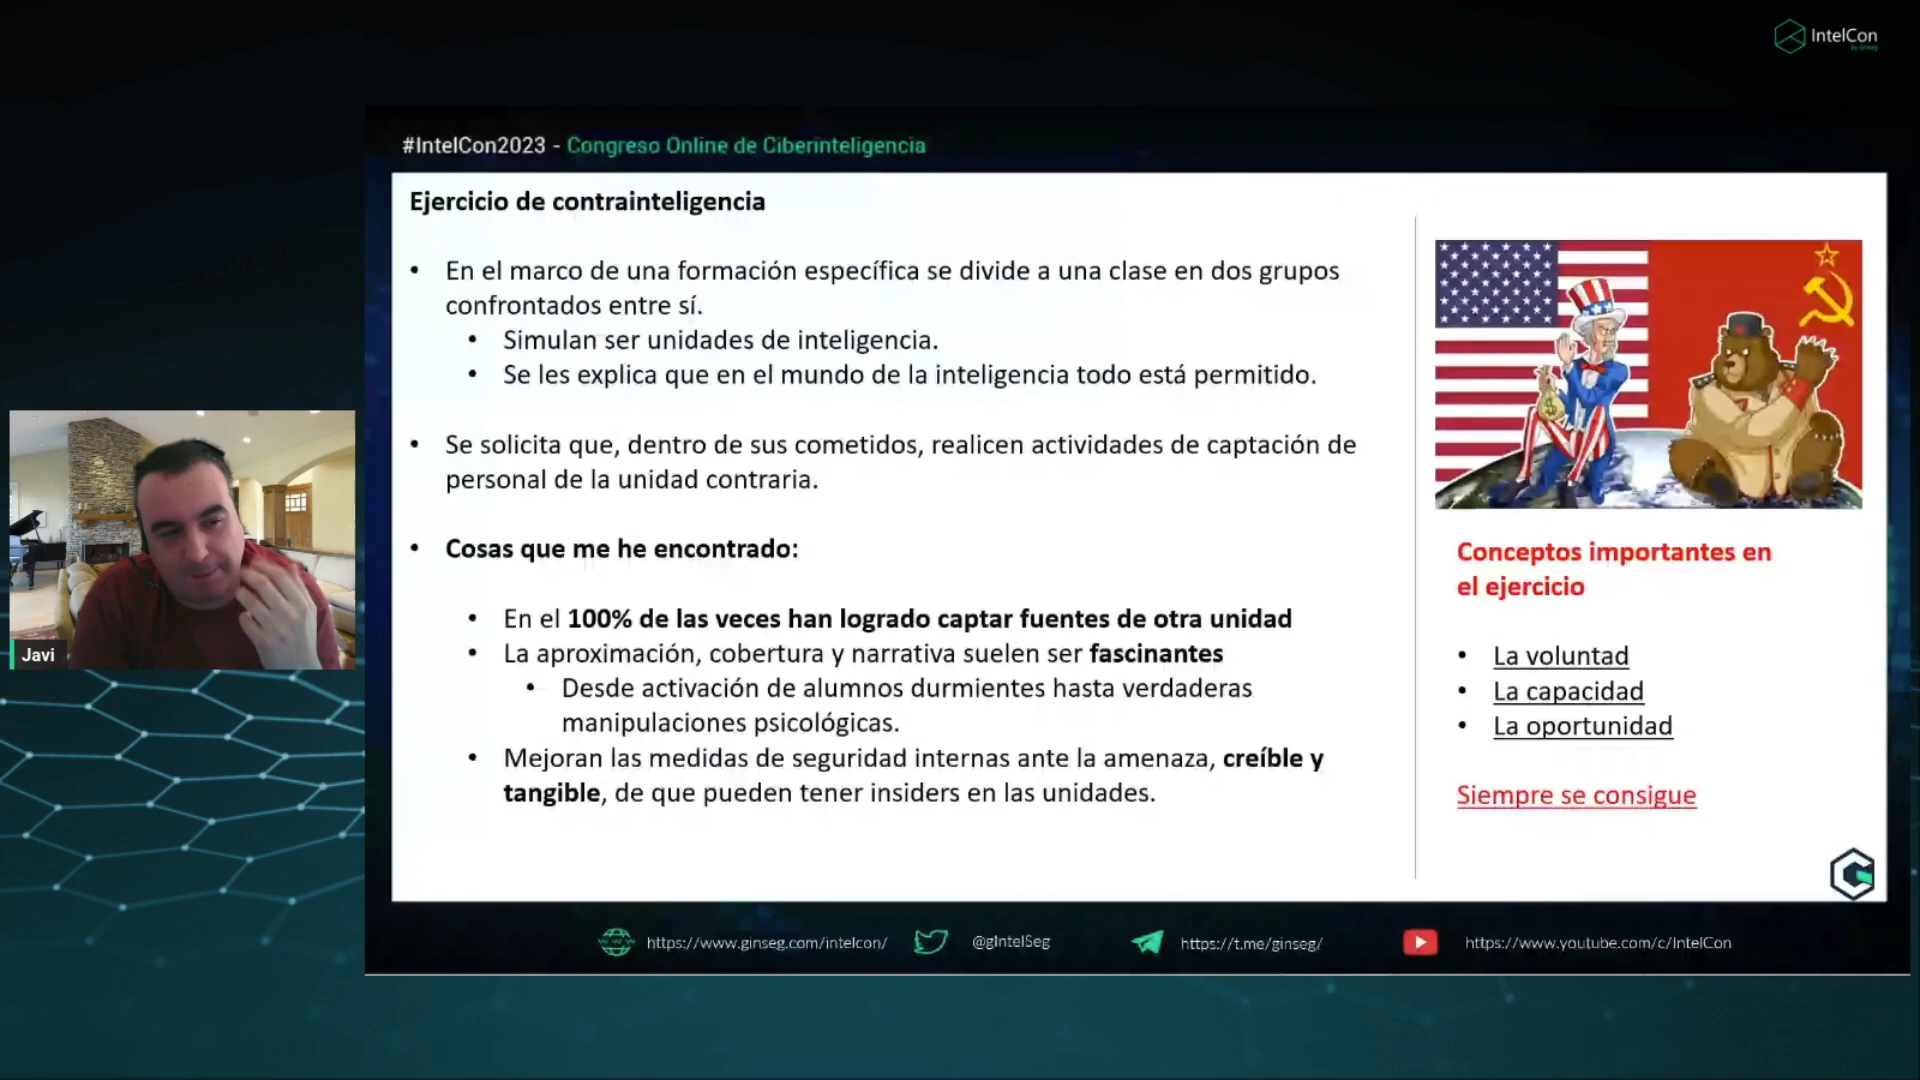 IntelCon
by Ginseg
#IntelCon2023 - Congreso Online de Ciberinteligencia
Ejercicio de contrainteligencia
• En el marco de una formación específica se divide a una clase en dos grupos
confrontados entre sí.
• Simulan ser unidades de inteligencia.
• Se les explica que en el mundo de la inteligencia todo está permitido.
• Se solicita que, dentro de sus cometidos, realicen actividades de captación de
personal de la unidad contraria.
• Cosas que me he encontrado:
• En el 100% de las veces han logrado captar fuentes de otra unidad
• La aproximación, cobertura y narrativa suelen ser fascinantes
• Desde activación de alumnos durmientes hasta verdaderas
manipulaciones psicológicas.
• Mejoran las medidas de seguridad internas ante la amenaza, creíble y
tangible, de que pueden tener insiders en las unidades.
$
Conceptos importantes en
el ejercicio
• La voluntad
• La capacidad
• La oportunidad
Siempre se consigue
Javi
https://www.ginseg.com/intelcon/
@gIntelSeg
https://t.me/ginseg/
https://www.youtube.com/c/IntelCon